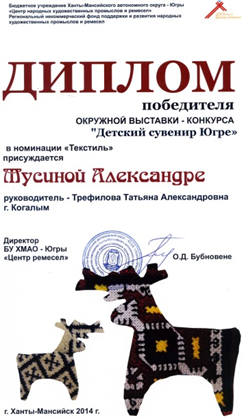 Бюджетное учреждение Ханты-Мансийского автономного округа - Югры
«Центр народных художественных промыслов и ремесел»
Региональный некоммерческий фонд поддержки и развития народных
художественных промыслов и ремесел
ДИПЛОМ
победителя
ОКРУЖНОЙ ВЫСТАВКИ - КОНКУРСА
"Детский сувенир Югре»
в номинации «Текстиль»
присуждается
Мусиной Александре
руководитель - Трефилова Татьяна Александровна
г. Когалым
Директор
БУ ХМАО - Югры
«Центр ремесел»
О.Д. Бубновене
г. Ханты-Мансийск 2014 г.